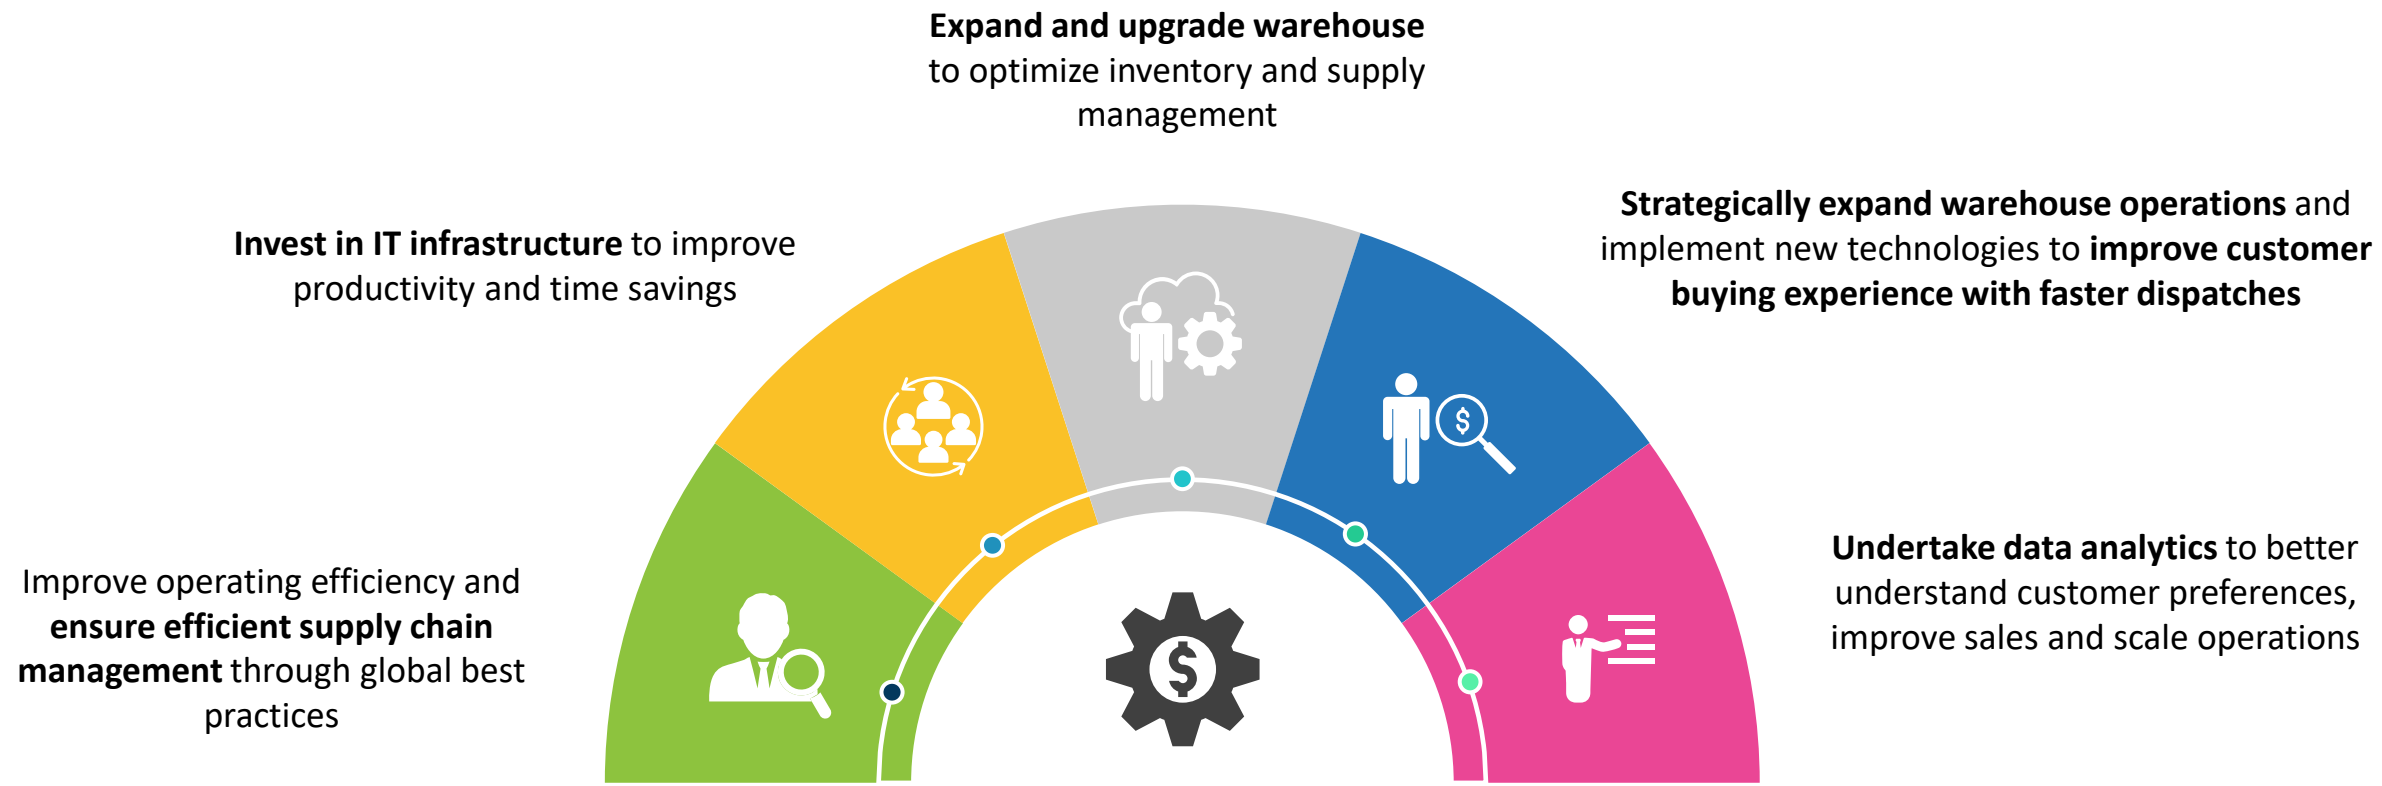 Expand and upgrade warehouse
to optimize inventory and supply
management
Invest in IT infrastructure to improve
productivity and time savings
Strategically expand warehouse operations and
implement new technologies to improve customer
buying experience with faster dispatches
Improve operating efficiency and
ensure efficient supply chain
management through global best
practices
Undertake data analytics to better
understand customer preferences,
improve sales and scale operations
$
$